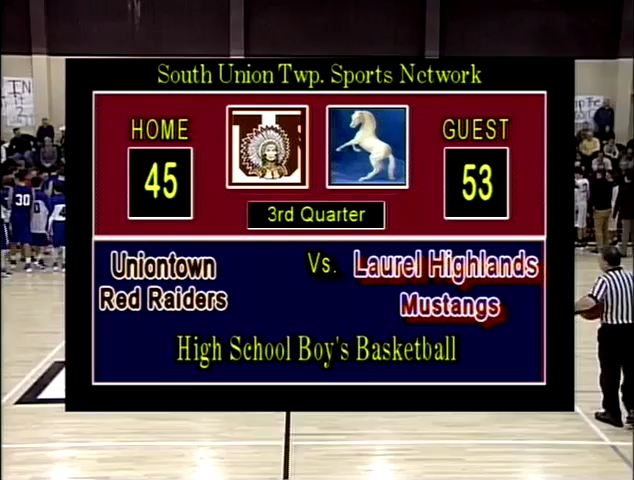 South Union Twp. Sports Network
HOME
GUEST
45
53
3rd Quarter
Uniontown
Red Raiders
Vs.
Laurel Highlands
Mustangs
High School Boy's Basketball
30